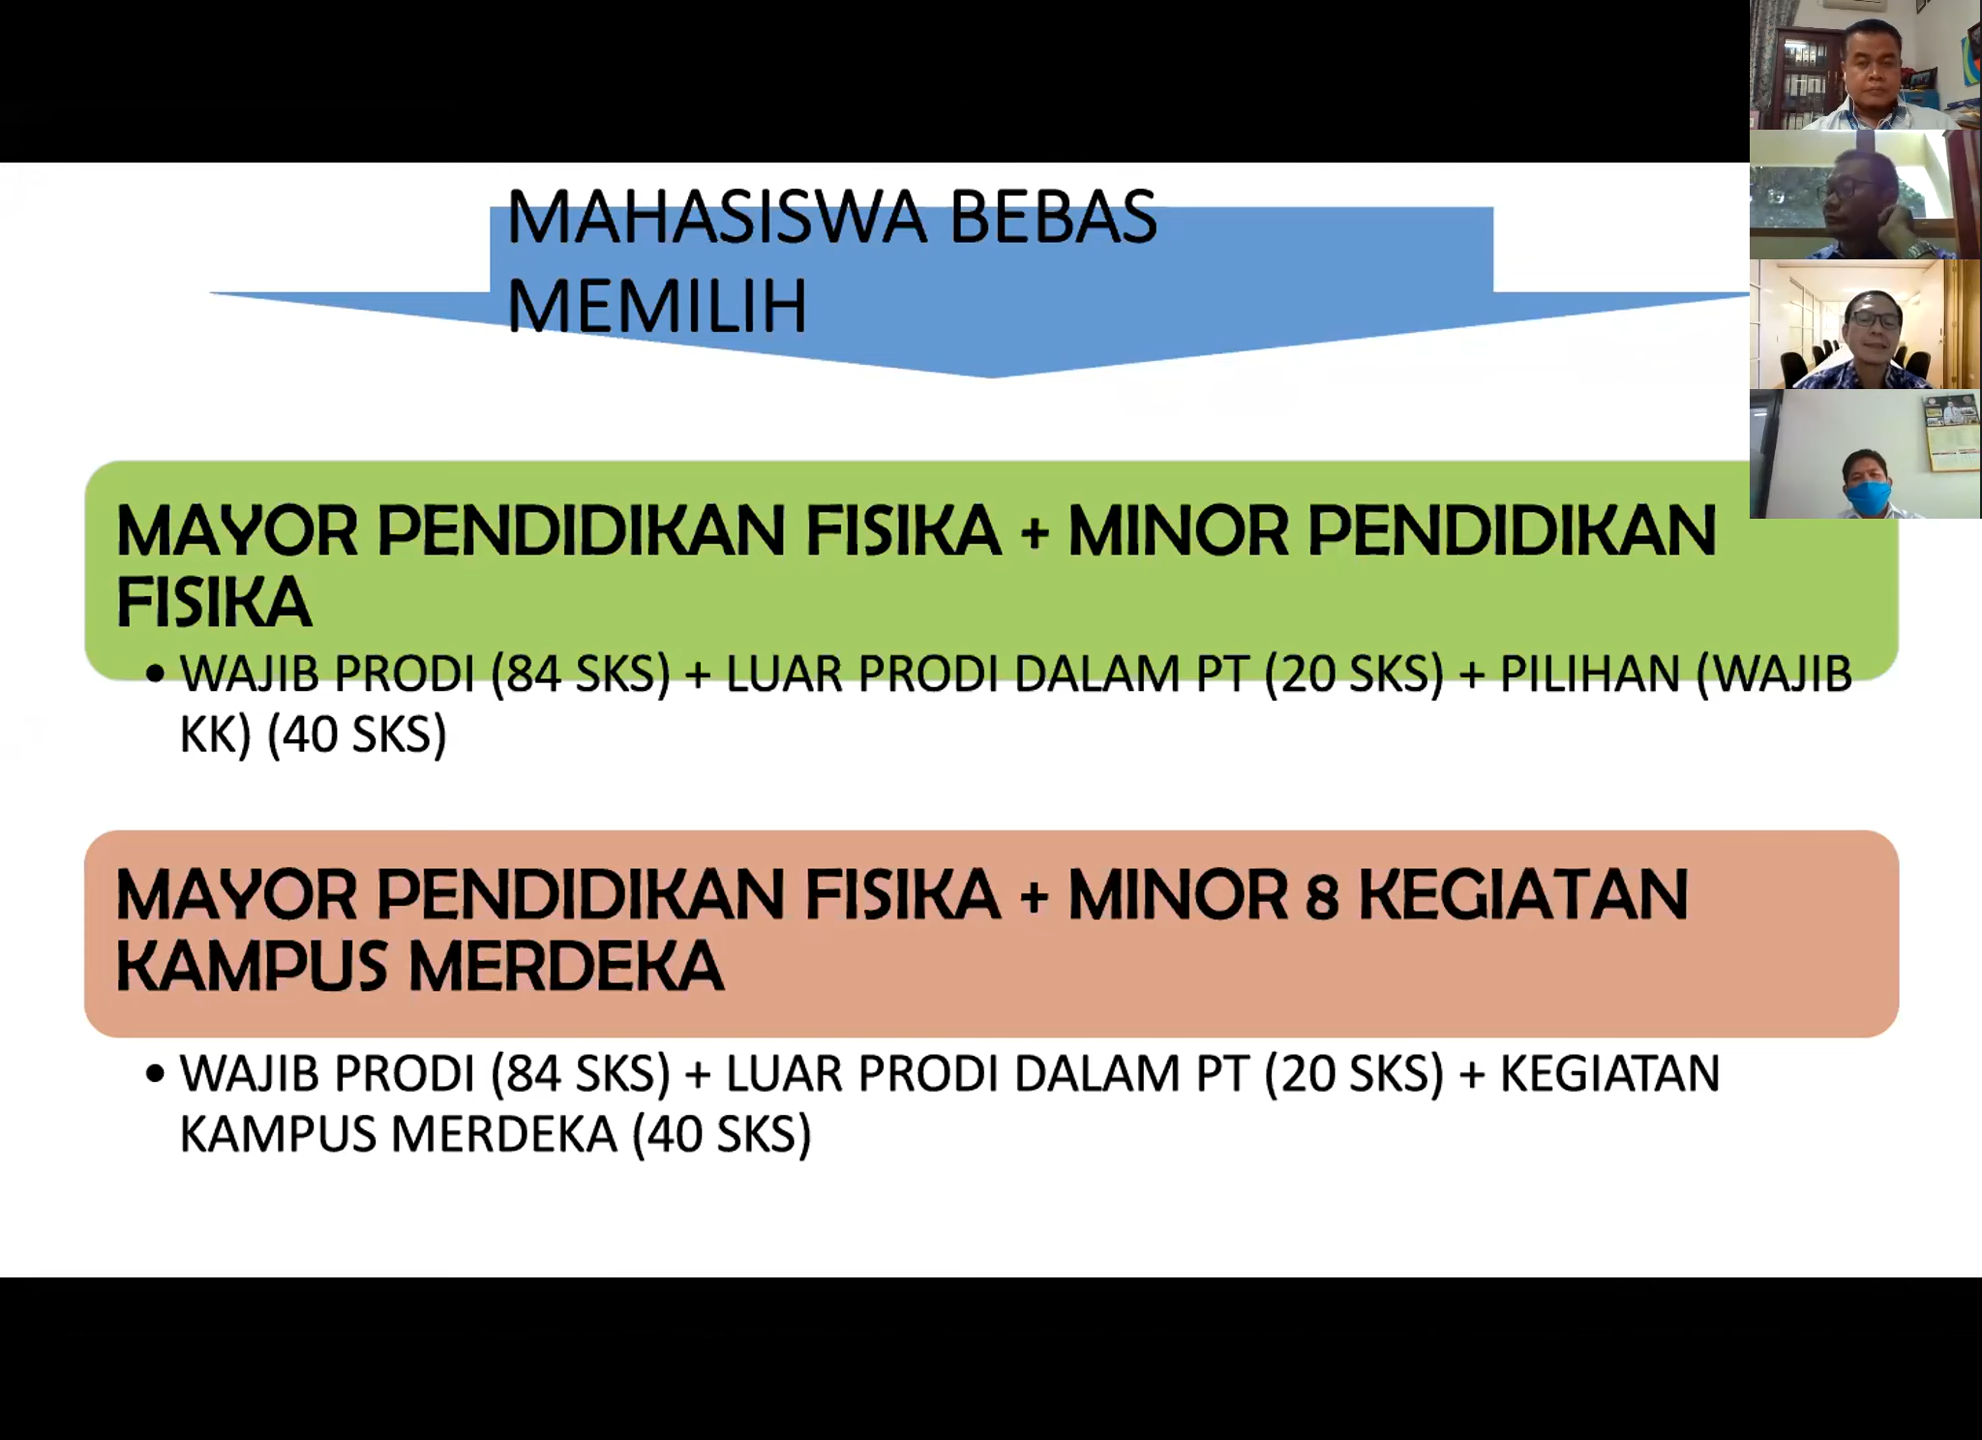 MAHASISWA BEBAS
MEMILIH
MAYOR PENDIDIKAN FISIKA + MINOR PENDIDIKAN
FISIKA
• WAJIB PRODI (84 SKS) + LUAR PRODI DALAM PT (20 SKS) + PILIHAN (WAJIB
KK) (40 SKS)
MAYOR PENDIDIKAN FISIKA + MINOR 8 KEGIATAN
KAMPUS MERDEKA
• WAJIB PRODI (84 SKS) + LUAR PRODI DALAM PT (20 SKS) + KEGIATAN
KAMPUS MERDEKA (40 SKS)